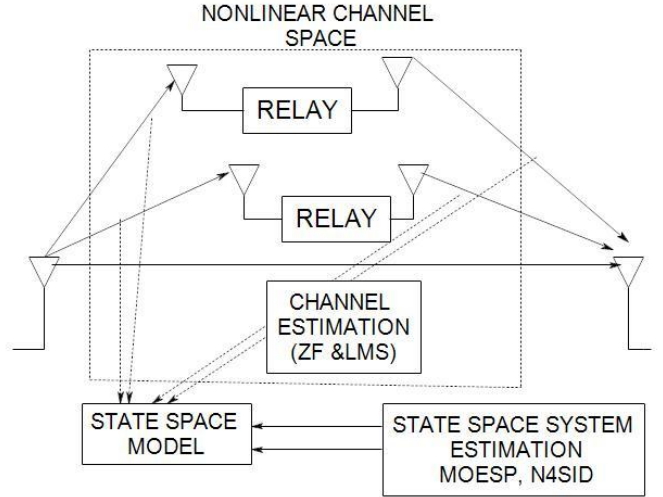 NONLINEAR CHANNEL
SPACE
RELAY
RELAY
CHANNEL
ESTIMATION
(ZF &LMS)
STATE SPACE
MODEL
STATE SPACE SYSTEM
ESTIMATION
MOESP, N4SID